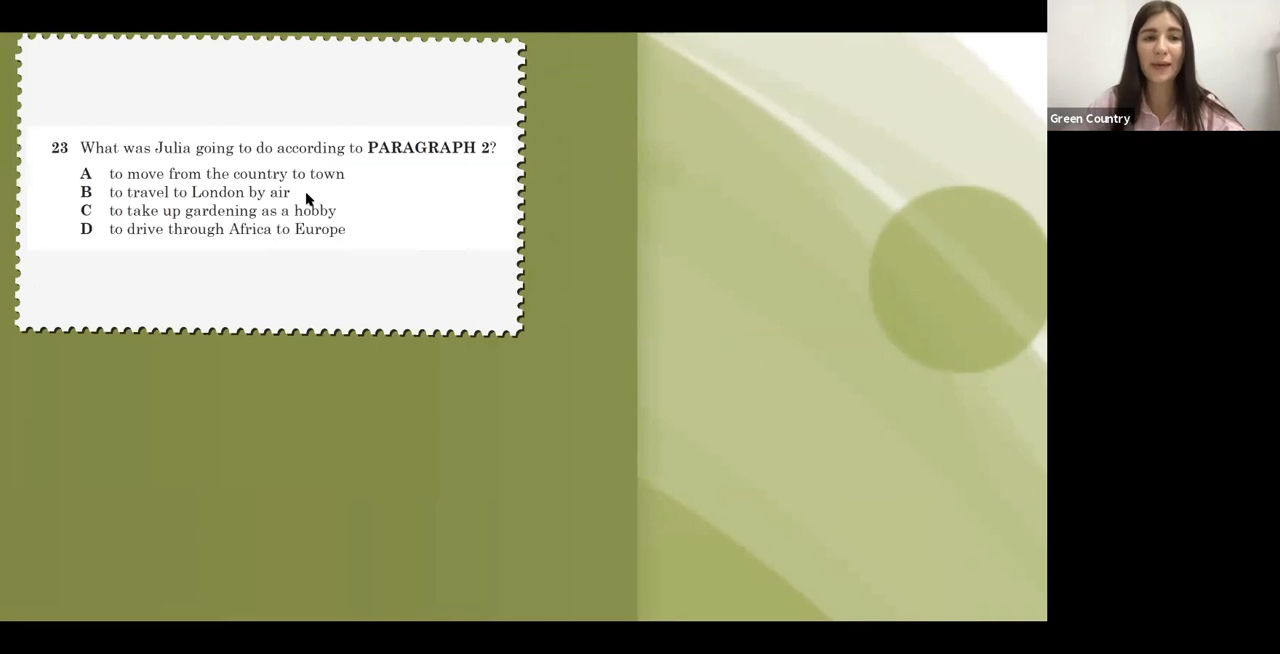 23 What was Julia going to do according to PARAGRAPH 2?
A to move from the country to town
B to travel to London by air
C to take up gardening as a hobby
D to drive through Africa to Europe
Green Country